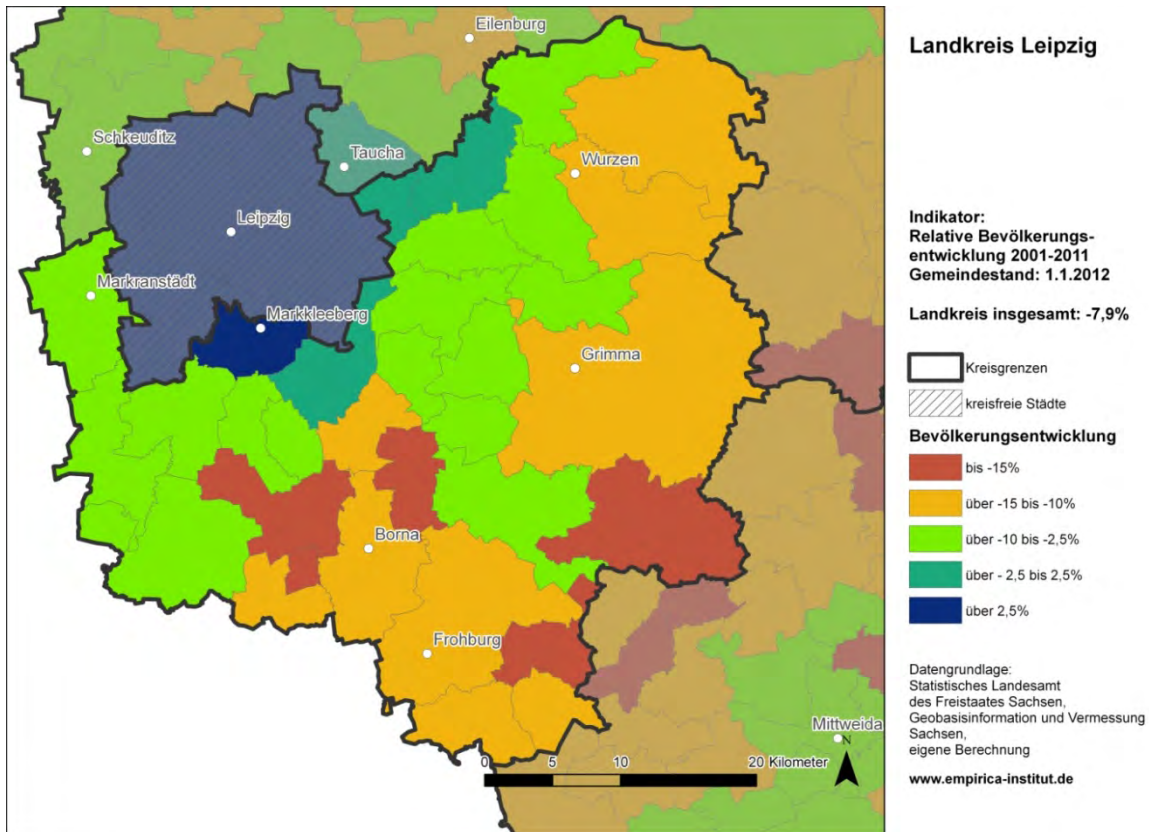 Landkreis Leipzig
Indikator:
Relative Bevölkerungs-
entwicklung 2001-2011
Gemeindestand: 1.1.2012
Landkreis insgesamt: -7,9%
Kreisgrenzen
kreisfreie Städte
Bevölkerungsentwicklung
bis -15%
über -15 bis -10%
über -10 bis -2,5%
über - 2,5 bis 2,5%
über 2,5%
Datengrundlage:
Statistisches Landesamt
des Freistaates Sachsen,
Geobasisinformation und Vermessung
Sachsen,
eigene Berechnung
www.empirica-institut.de
Eilenburg
Schkeuditz
Taucha
Wurzen
Leipzig
Markranstädt
Markkleeberg
Grimma
Borna
Frohburg
Mittweida
N
0 5 10 20 Kilometer